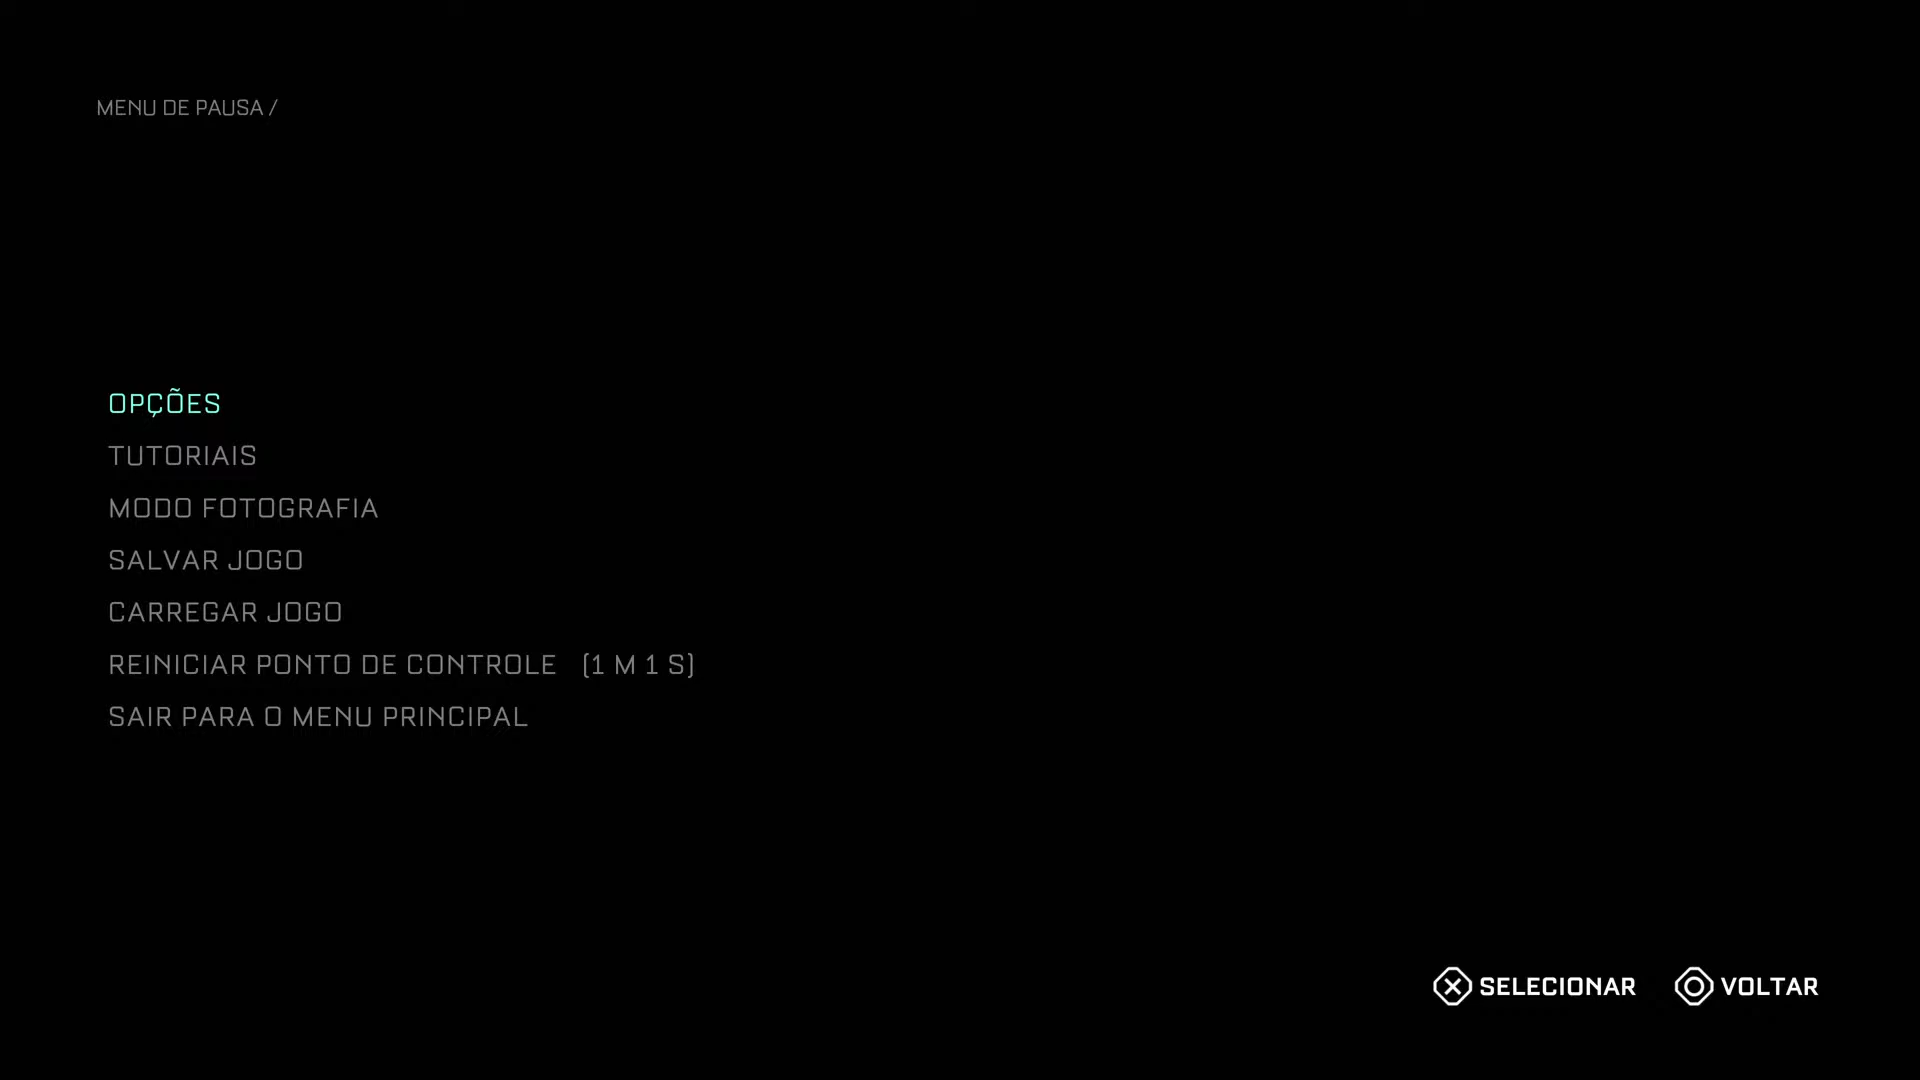 MENU DE PAUSA /
OPÇÕES
TUTORIAIS
MODO FOTOGRAFIA
SALVAR JOGO
CARREGAR JOGO
REINICIAR PONTO DE CONTROLE (1 M 1 S)
SAIR PARA O MENU PRINCIPAL
SELECIONAR VOLTAR